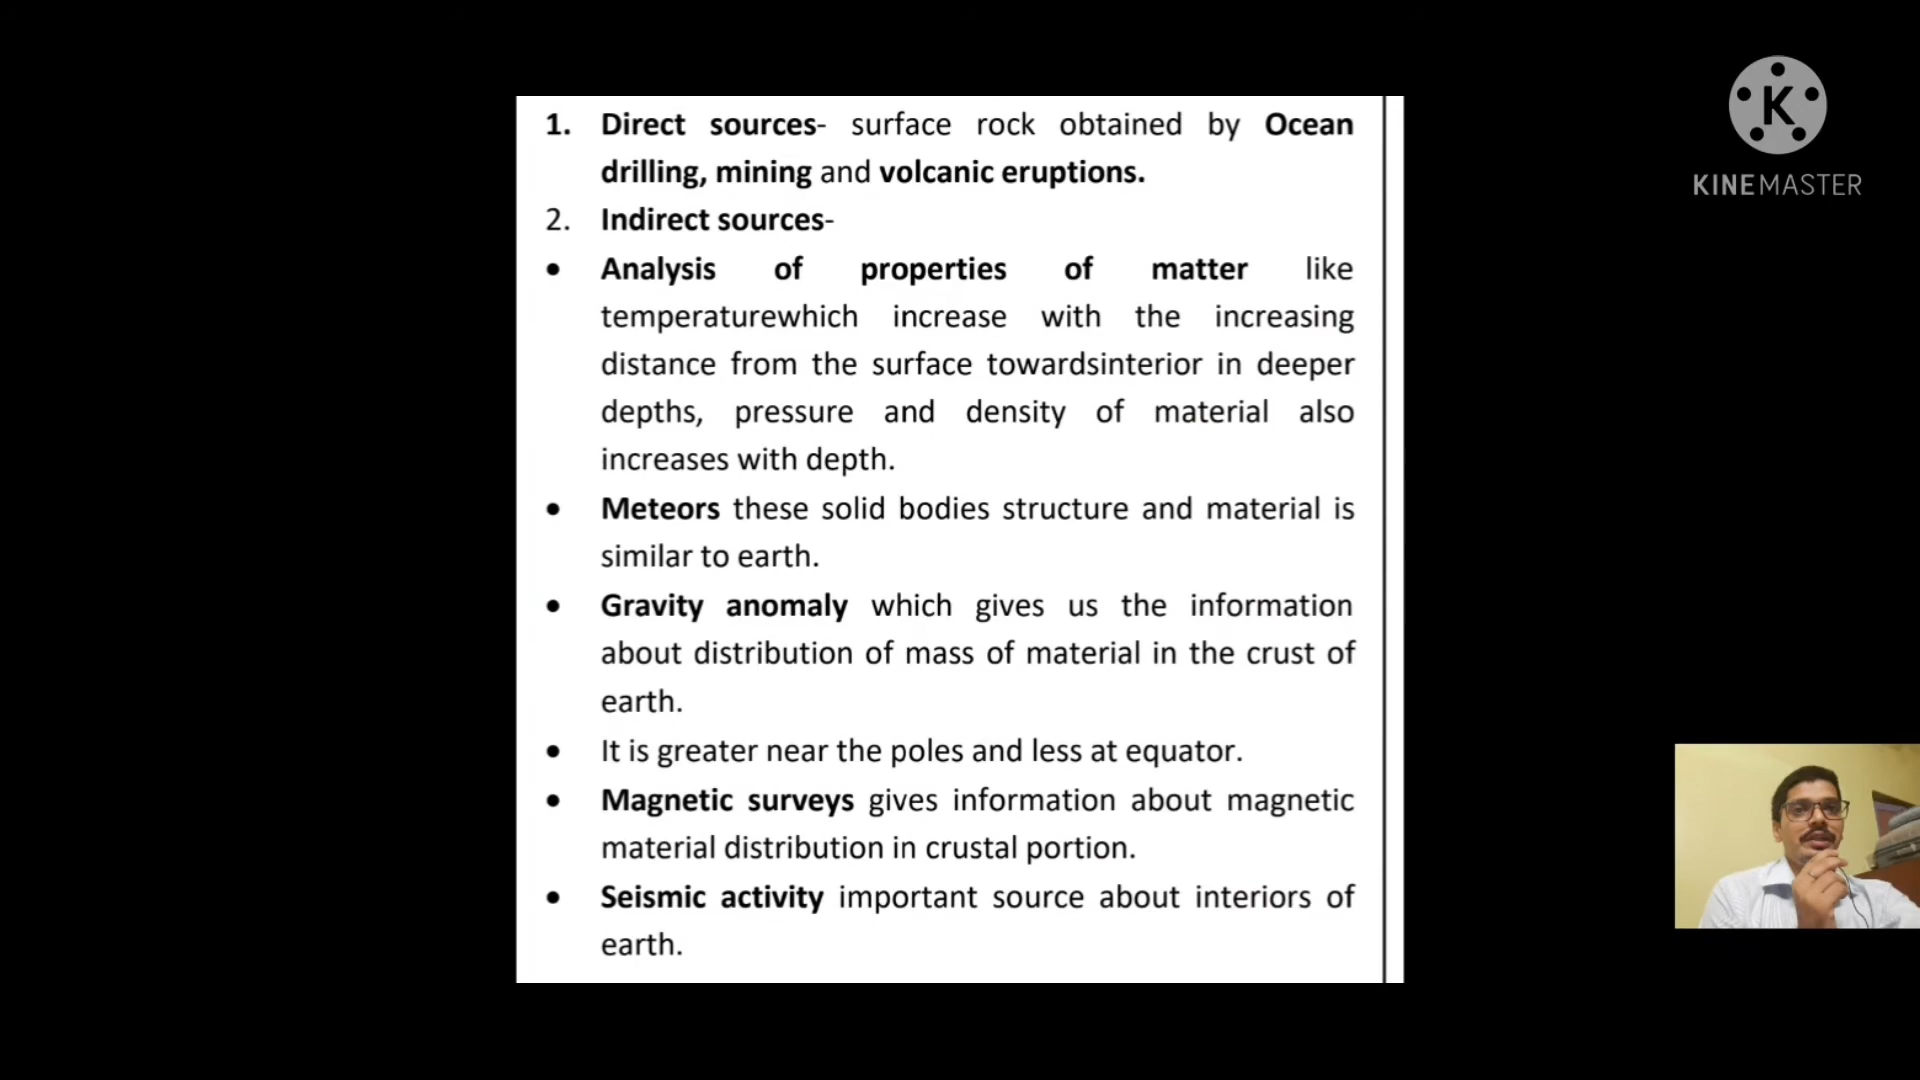 1. Direct sources- surface rock obtained by Ocean
drilling, mining and volcanic eruptions.
2. Indirect sources-
• Analysis of properties of matter like
temperaturewhich increase with the increasing
distance from the surface towardsinterior in deeper
depths, pressure and density of material also
increases with depth.
• Meteors these solid bodies structure and material is
similar to earth.
• Gravity anomaly which gives us the information
about distribution of mass of material in the crust of
earth.
• It is greater near the poles and less at equator.
• Magnetic surveys gives information about magnetic
material distribution in crustal portion.
• Seismic activity important source about interiors of
earth.
K
KINEMASTER